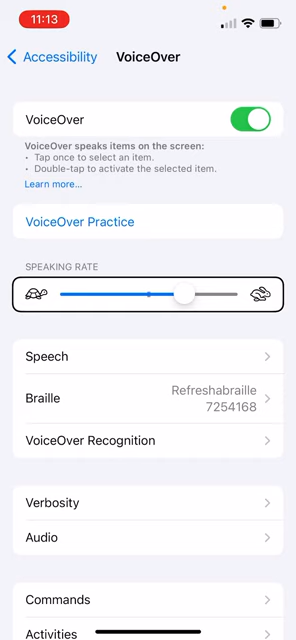 11:13
Accessibility VoiceOver
VoiceOver
VoiceOver speaks items on the screen:
• Tap once to select an item.
• Double-tap to activate the selected item.
Learn more...
VoiceOver Practice
SPEAKING RATE
Speech
Braille Refreshabraille
7254168
VoiceOver Recognition
Verbosity
Audio
Commands
Activities